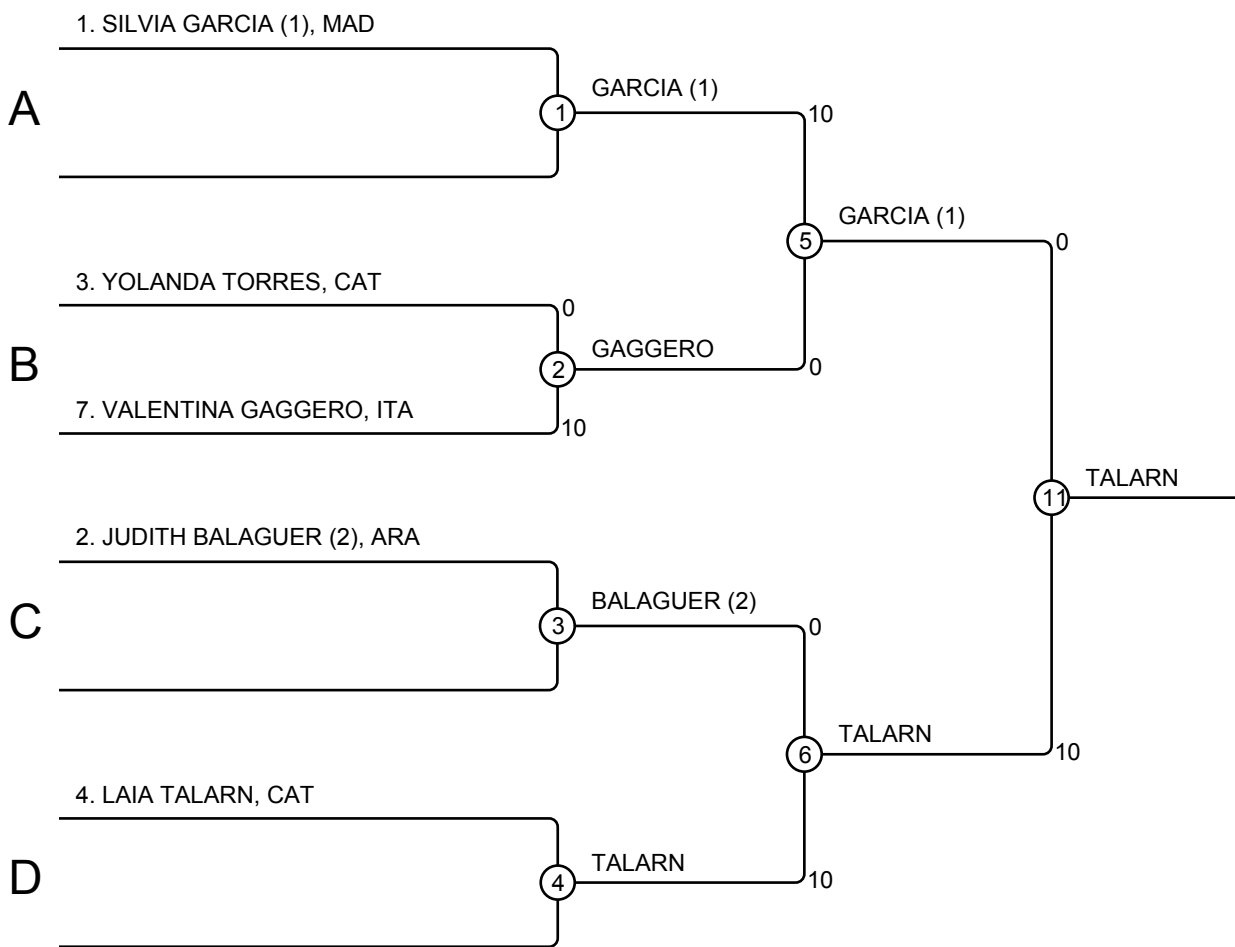 1. SILVIA GARCIA (1), MAD
A
1
GARCIA (1)
10
5
GARCIA (1)
0
3. YOLANDA TORRES, CAT
0
B
2
GAGGERO
0
7. VALENTINA GAGGERO, ITA
10
11
TALARN
2. JUDITH BALAGUER (2), ARA
C
3
BALAGUER (2)
0
6
TALARN
10
4. LAIA TALARN, CAT
D
4
TALARN
10